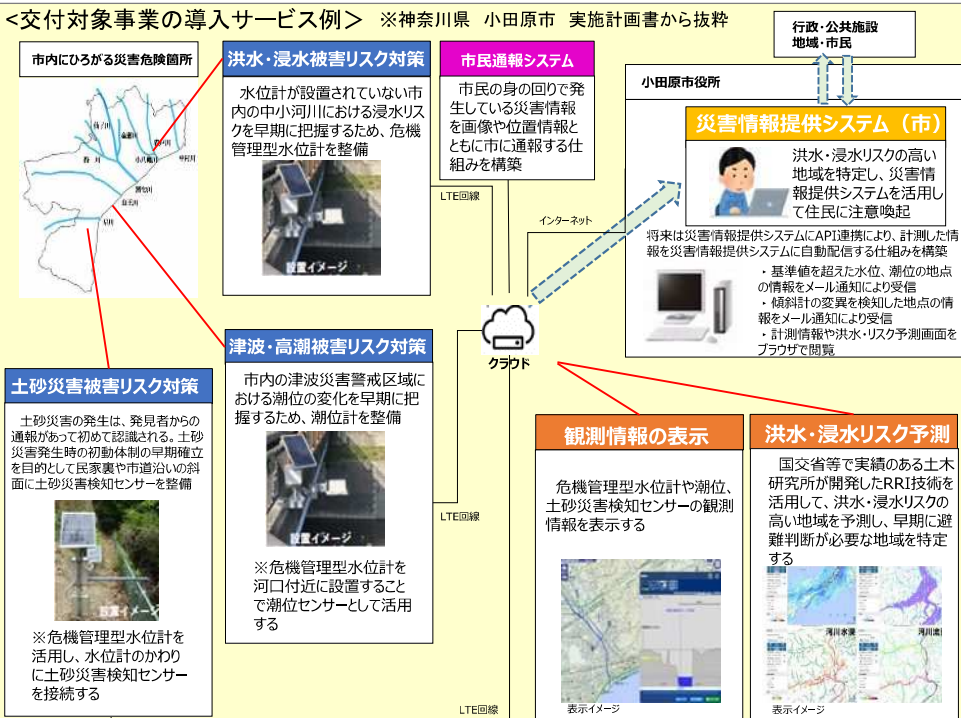 <交付対象事業の導入サービス例> ※神奈川県 小田原市 実施計画書から抜粋
市内にひろがる災害危険箇所
洪水・浸水被害リスク対策
水位計が設置されていない市
内の中小河川における浸水リス
クを早期に把握するため、危機
管理型水位計を整備
設置イメージ
市民通報システム
市民の身の回りで発
生している災害情報
を画像や位置情報と
ともに市に通報する仕
組みを構築
行政・公共施設
地域・市民
小田原市役所
災害情報提供システム(市)
洪水・浸水リスクの高い
地域を特定し、災害情
報提供システムを活用し
て住民に注意喚起
将来は災害情報提供システムにAPI連携により、計測した情
報を災害情報提供システムに自動配信する仕組みを構築
・基準値を超えた水位、潮位の地点
の情報をメール通知により受信
・傾斜計の変異を検知した地点の情
報をメール通知により受信
・計測情報や洪水・リスク予測画面を
ブラウザで閲覧
LTE回線
インターネット
クラウド
津波・高潮被害リスク対策
市内の津波災害警戒区域に
おける潮位の変化を早期に把
握するため、潮位計を整備
設置イメージ
※危機管理型水位計を
河口付近に設置すること
で潮位センサーとして活用
する
LTE回線
土砂災害被害リスク対策
土砂災害の発生は、発見者からの
通報があって初めて認識される。土砂
災害発生時の初動体制の早期確立
を目的として民家裏や市道沿いの斜
面に土砂災害検知センサーを整備
設置イメージ
※危機管理型水位計を
活用し、水位計のかわり
に土砂災害検知センサー
を接続する
LTE回線
観測情報の表示
危機管理型水位計や潮位、
土砂災害検知センサーの観測
情報を表示する
表示イメージ
洪水・浸水リスク予測
国交省等で実績のある土木
研究所が開発したRRI技術を
活用して、洪水・浸水リスクの
高い地域を予測し、早期に避
難判断が必要な地域を特定
する
表示イメージ